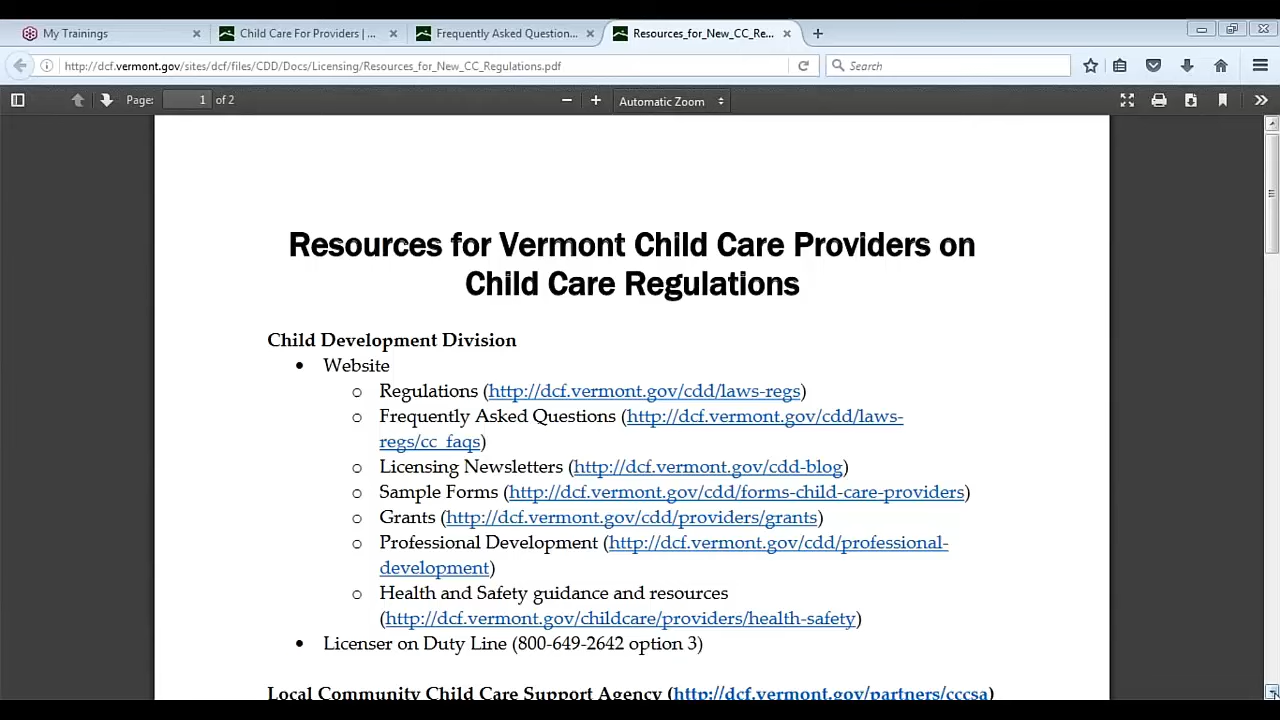 My Trainings
Child Care For Providers | ...
Frequently Asked Question...
Resources_for_New_CC_Re...
http://dcf.vermont.gov/sites/dcf/files/CDD/Docs/Licensing/Resources_for_New_CC_Regulations.pdf
Search
Page: 1 of 2
Automatic Zoom
Resources for Vermont Child Care Providers on
Child Care Regulations
Child Development Division
• Website
o Regulations (http://dcf.vermont.gov/cdd/laws-regs)
o Frequently Asked Questions (http://dcf.vermont.gov/cdd/laws-
regs/cc_faqs)
o Licensing Newsletters (http://dcf.vermont.gov/cdd-blog)
o Sample Forms (http://dcf.vermont.gov/cdd/forms-child-care-providers)
o Grants (http://dcf.vermont.gov/cdd/providers/grants)
o Professional Development (http://dcf.vermont.gov/cdd/professional-
development)
o Health and Safety guidance and resources
(http://dcf.vermont.gov/childcare/providers/health-safety)
• Licenser on Duty Line (800-649-2642 option 3)
Local Community Child Care Support Agency (http://dcf.vermont.gov/partners/cccsa)